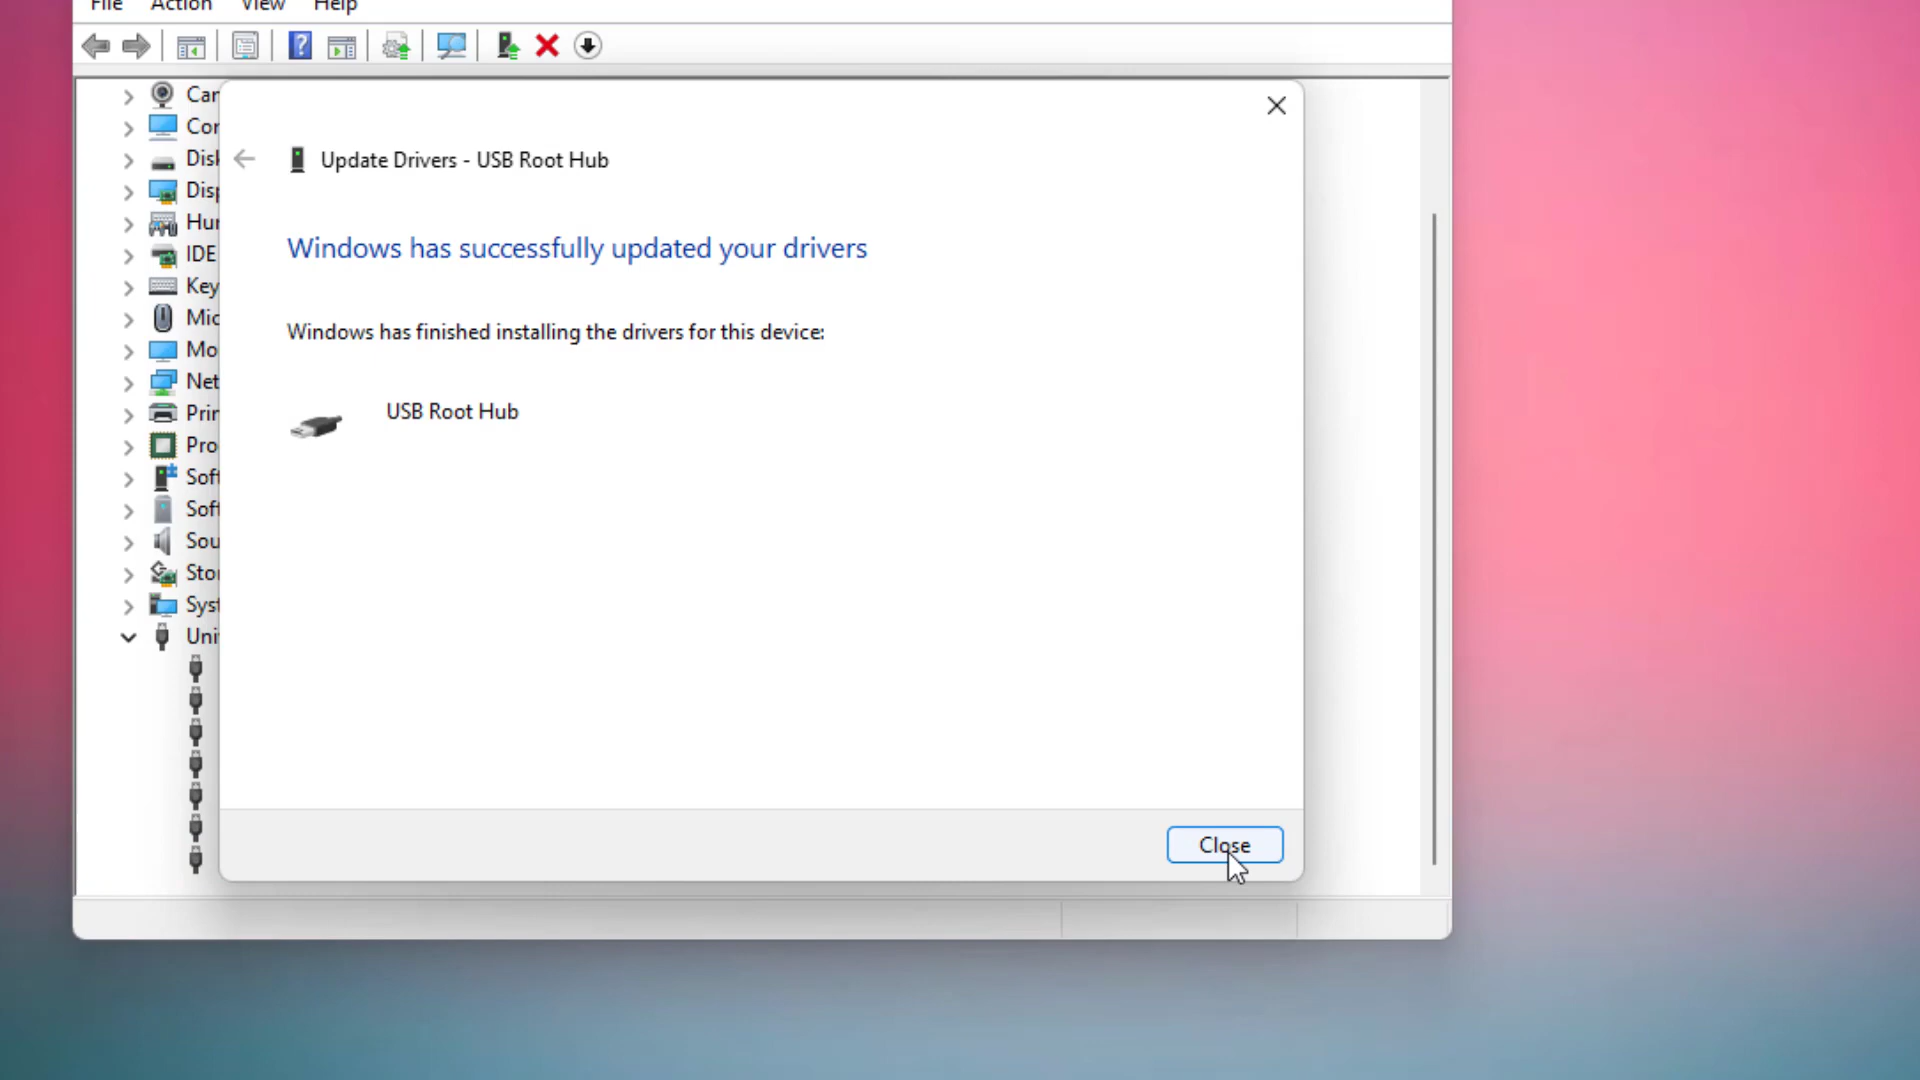 File Action View Help
Update Drivers - USB Root Hub
Windows has successfully updated your drivers
Windows has finished installing the drivers for this device:
USB Root Hub
Close
Car
Cor
Disk
Disp
Hur
IDE
Key
Mic
Mo
Net
Prin
Pro
Soft
Soft
Sou
Stor
Syst
Uni